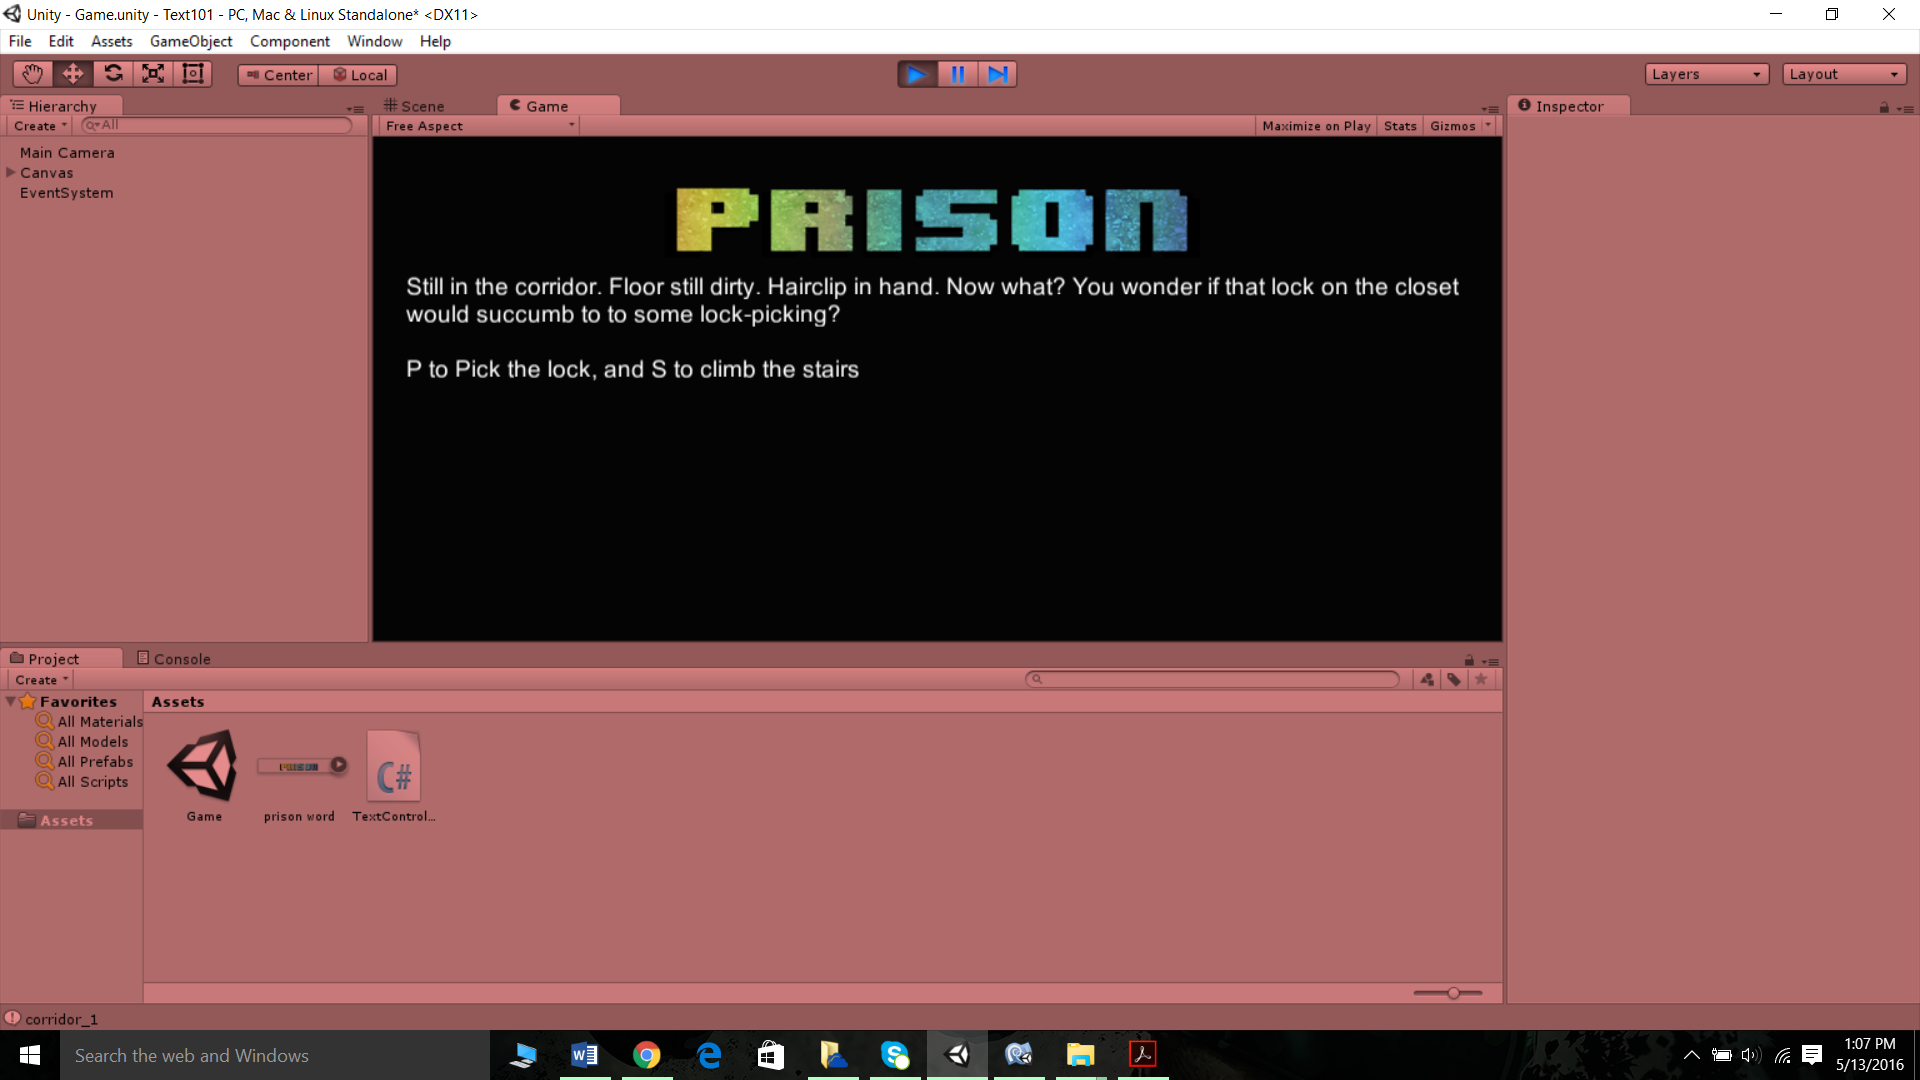 Unity - Game.unity - Text101 - PC, Mac & Linux Standalone* <DX11>
File Edit Assets GameObject Component Window Help
Center Local
Layers Layout
Hierarchy
Scene Game
Inspector
Create All
Free Aspect
Maximize on Play Stats Gizmos
Main Camera
Canvas
EventSystem
PRISON
Still in the corridor. Floor still dirty. Hairclip in hand. Now what? You wonder if that lock on the closet
would succumb to to some lock-picking?
P to Pick the lock, and S to climb the stairs
Project Console
Create
Favorites
All Materials
All Models
All Prefabs
All Scripts
Assets
Assets
PRISON
C#
Game prison word TextControl...
corridor_1
Search the web and Windows
1:07 PM
5/13/2016